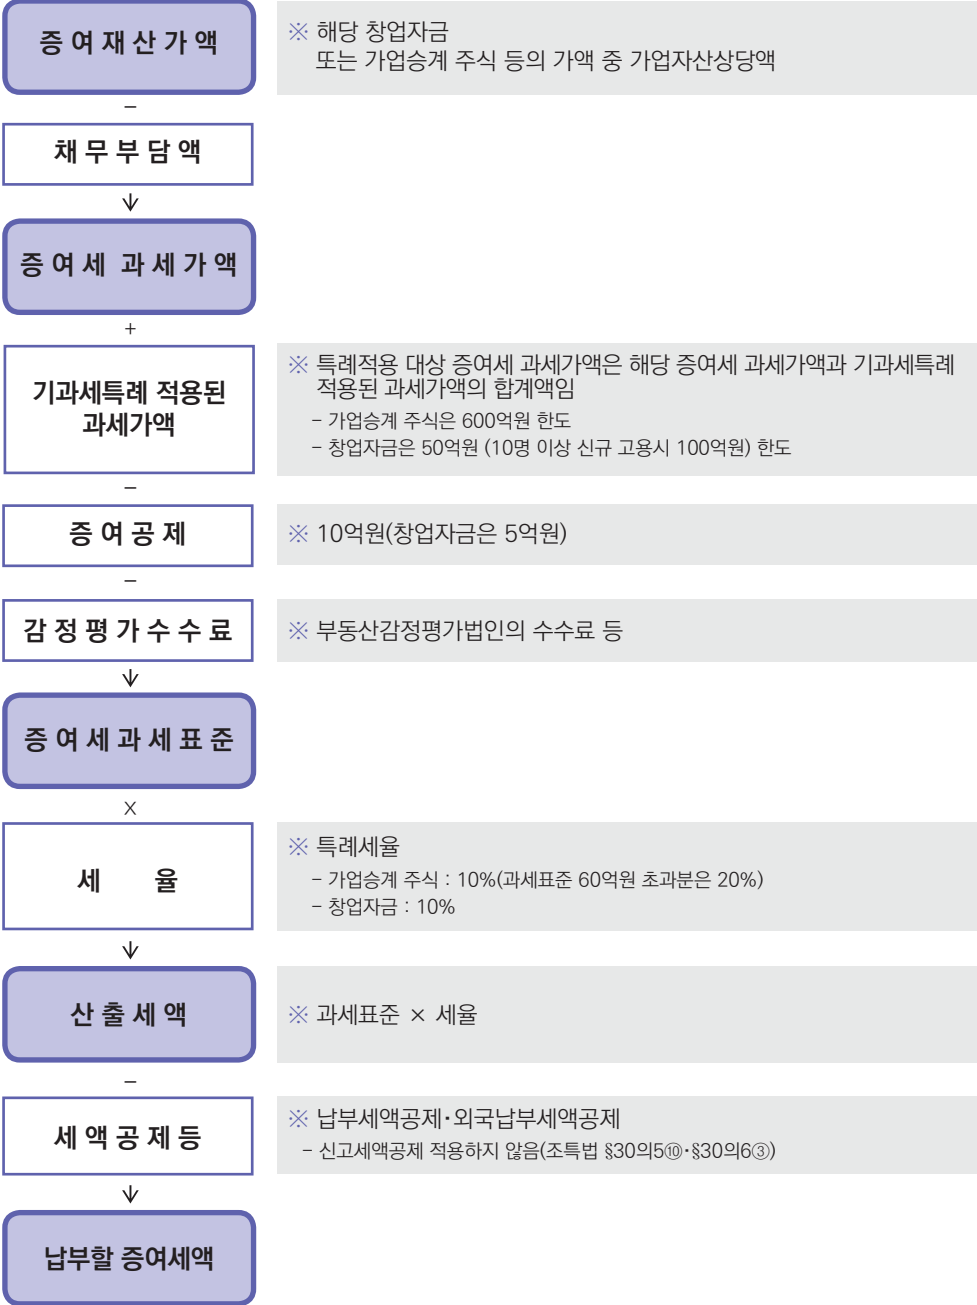 증 여 재 산 가 액
※ 해당 창업자금
또는 가업승계 주식 등의 가액 중 가업자산상당액
−
채 무 부 담 액
↓
증 여 세 과 세 가 액
+
기과세특례 적용된
과세가액
※ 특례적용 대상 증여세 과세가액은 해당 증여세 과세가액과 기과세특례
적용된 과세가액의 합계액임
- 가업승계 주식은 600억원 한도
- 창업자금은 50억원 (10명 이상 신규 고용시 100억원) 한도
−
증 여 공 제
※ 10억원(창업자금은 5억원)
−
감 정 평 가 수 수 료
※ 부동산감정평가법인의 수수료 등
↓
증 여 세 과 세 표 준
X
세 율
※ 특례세율
- 가업승계 주식 : 10%(과세표준 60억원 초과분은 20%)
- 창업자금 : 10%
↓
산 출 세 액
※ 과세표준 × 세율
−
세 액 공 제 등
※ 납부세액공제·외국납부세액공제
- 신고세액공제 적용하지 않음(조특법 §30의5⑩·§30의6③)
↓
납부할 증여세액